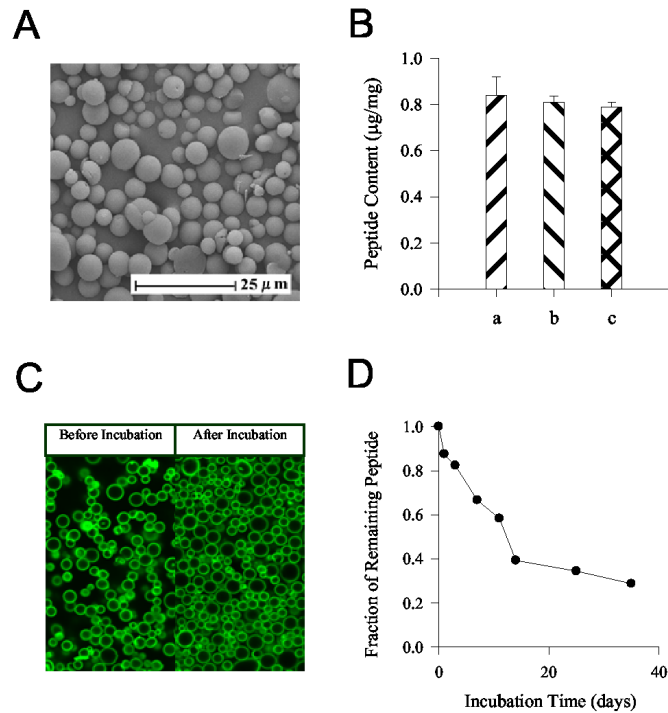 A
25 μm
B
Peptide Content (μg/mg)
1.0
0.8
0.6
0.4
0.2
0.0
a b c
C
Before Incubation After Incubation
D
Fraction of Remaining Peptide
1.0
0.8
0.6
0.4
0.2
0.0
0 20 40
Incubation Time (days)